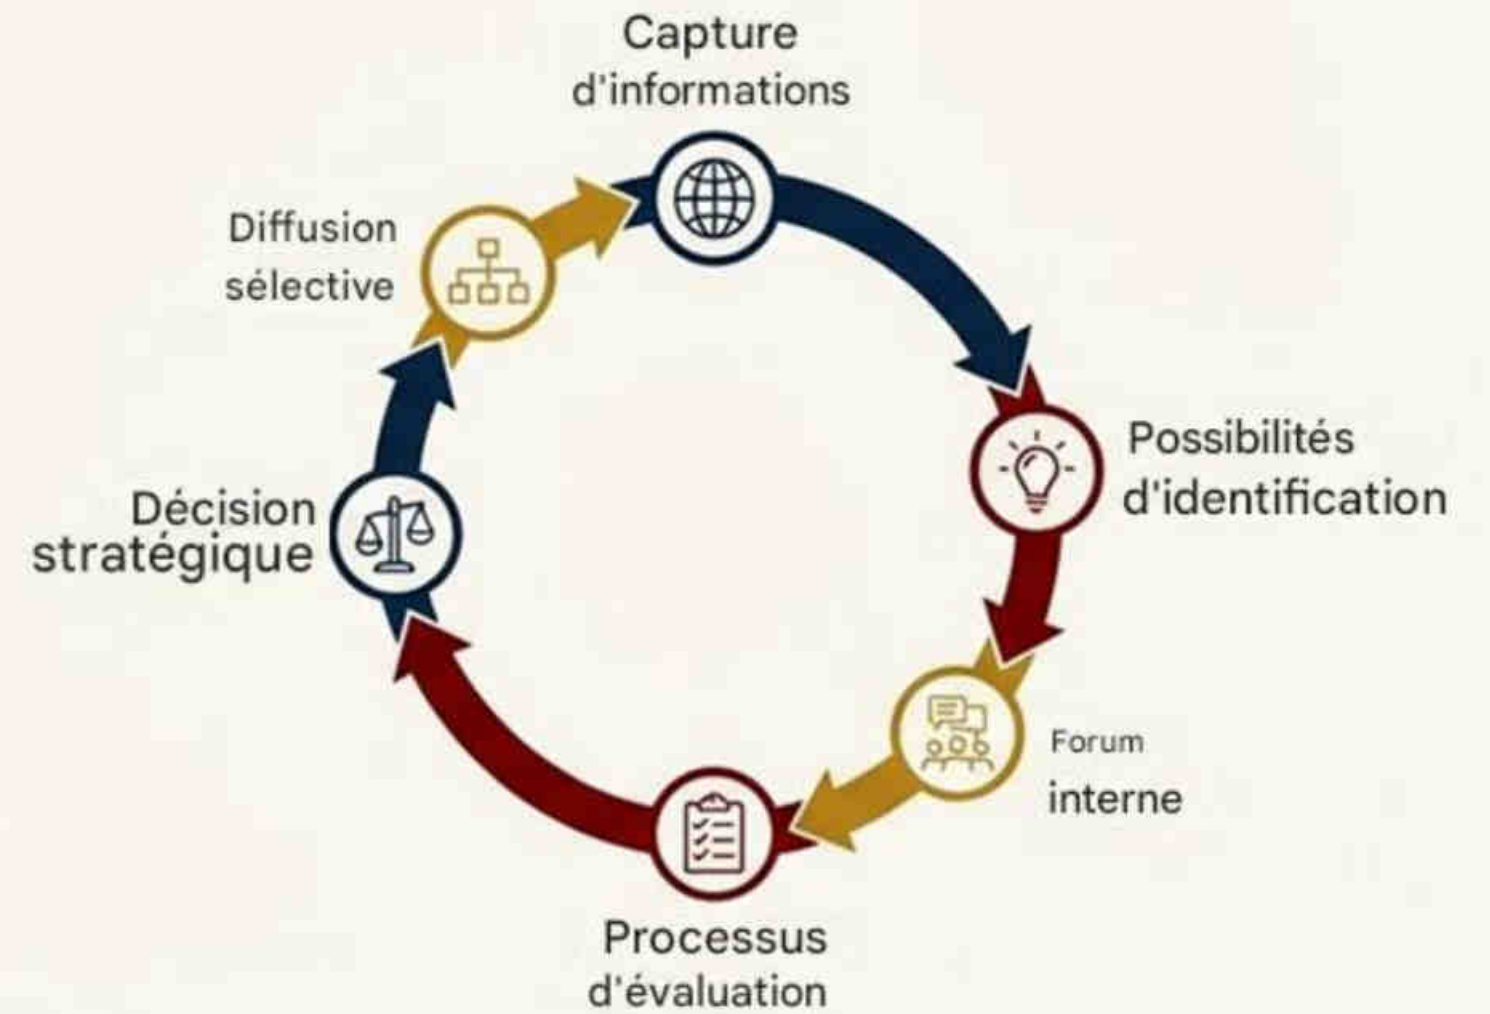 Capture
d'informations
Possibilités
d'identification
Forum
interne
Processus
d'évaluation
Décision
stratégique
Diffusion
sélective